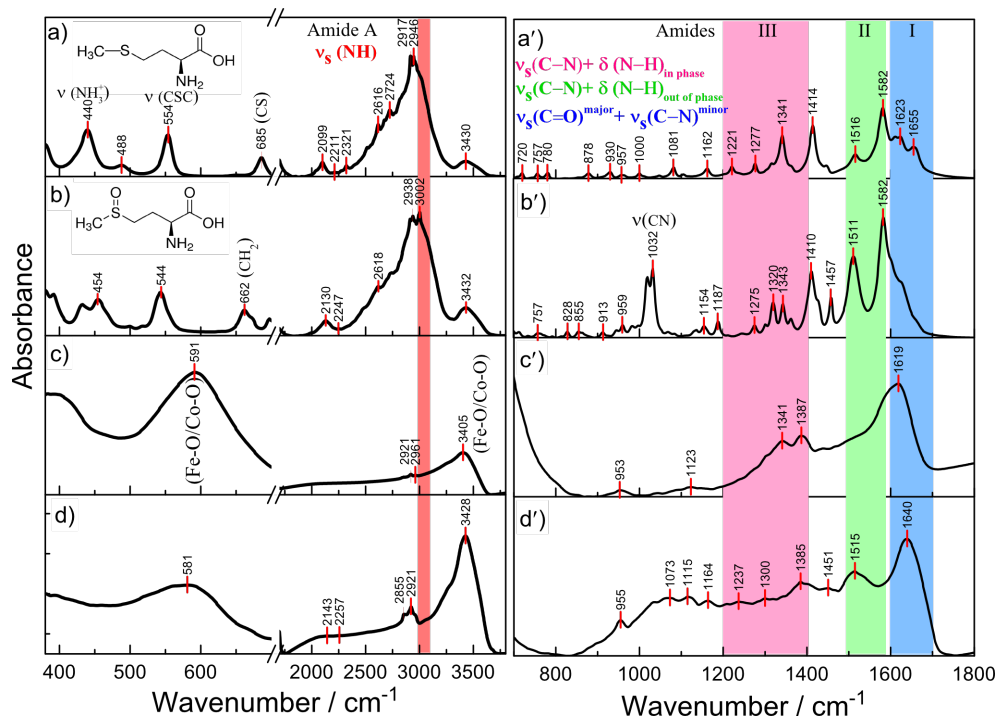 a)
H₃C
S
O
OH
NH₂
ν (NH₃⁺)
440
488
ν (CSC)
554
685 (CS)
Amide A
νₛ (NH)
2099
2211
2321
2616
2724
2917
2946
3430
b)
O
H₃C
S
O
OH
NH₂
454
544
662 (CH₂)
2130
2247
2618
2938
3002
3432
c)
591
(Fe-O/Co-O)
2921
2961
3405
(Fe-O/Co-O)
d)
581
2143
2257
2855
2921
3428
Absorbance
400 500 600 2000 2500 3000 3500
Wavenumber / cm⁻¹
a′)
Amides III II I
νₛ(C−N)+ δ (N−H)in phase
νₛ(C−N)+ δ (N−H)out of phase
νₛ(C=O)major + νₛ(C−N)minor
720
757
780
878
930
957
1000
1081
1162
1221
1277
1341
1414
1516
1582
1623
1655
b′)
ν(CN)
757
828
855
913
959
1032
1154
1187
1275
1320
1343
1410
1457
1511
1582
c′)
953
1123
1341
1387
1619
d′)
955
1073
1115
1164
1237
1300
1385
1451
1515
1640
800 900 1000 1200 1400 1600 1800
Wavenumber / cm⁻¹